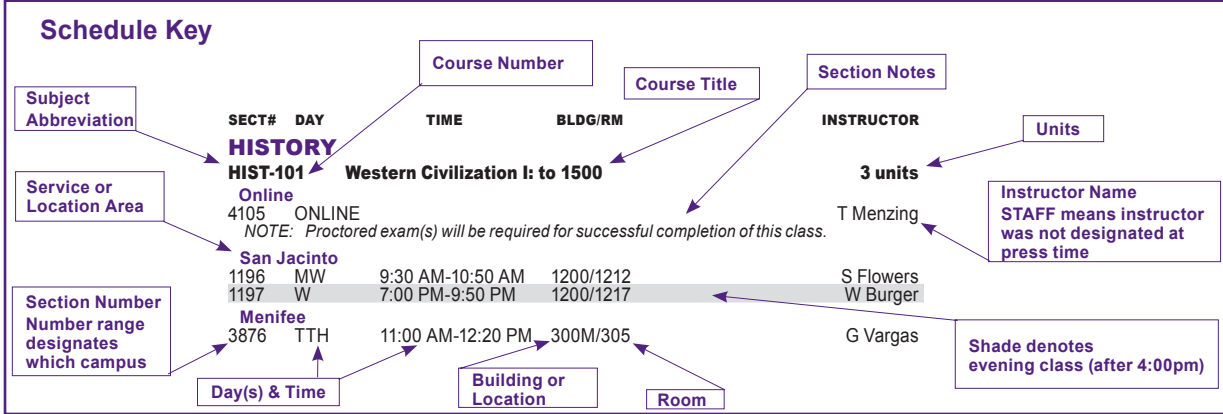 Schedule Key
Course Number
Course Title
Section Notes
Subject
Abbreviation
SECT# DAY TIME BLDG/RM INSTRUCTOR
Units
HISTORY
HIST-101 Western Civilization I: to 1500 3 units
Service or
Location Area
Online
4105 ONLINE T Menzing
NOTE: Proctored exam(s) will be required for successful completion of this class.
Instructor Name
STAFF means instructor
was not designated at
press time
San Jacinto
1196 MW 9:30 AM-10:50 AM 1200/1212 S Flowers
1197 W 7:00 PM-9:50 PM 1200/1217 W Burger
Section Number
Number range
designates
which campus
Menifee
3876 TTH 11:00 AM-12:20 PM 300M/305 G Vargas
Shade denotes
evening class (after 4:00pm)
Day(s) & Time
Building or
Location
Room